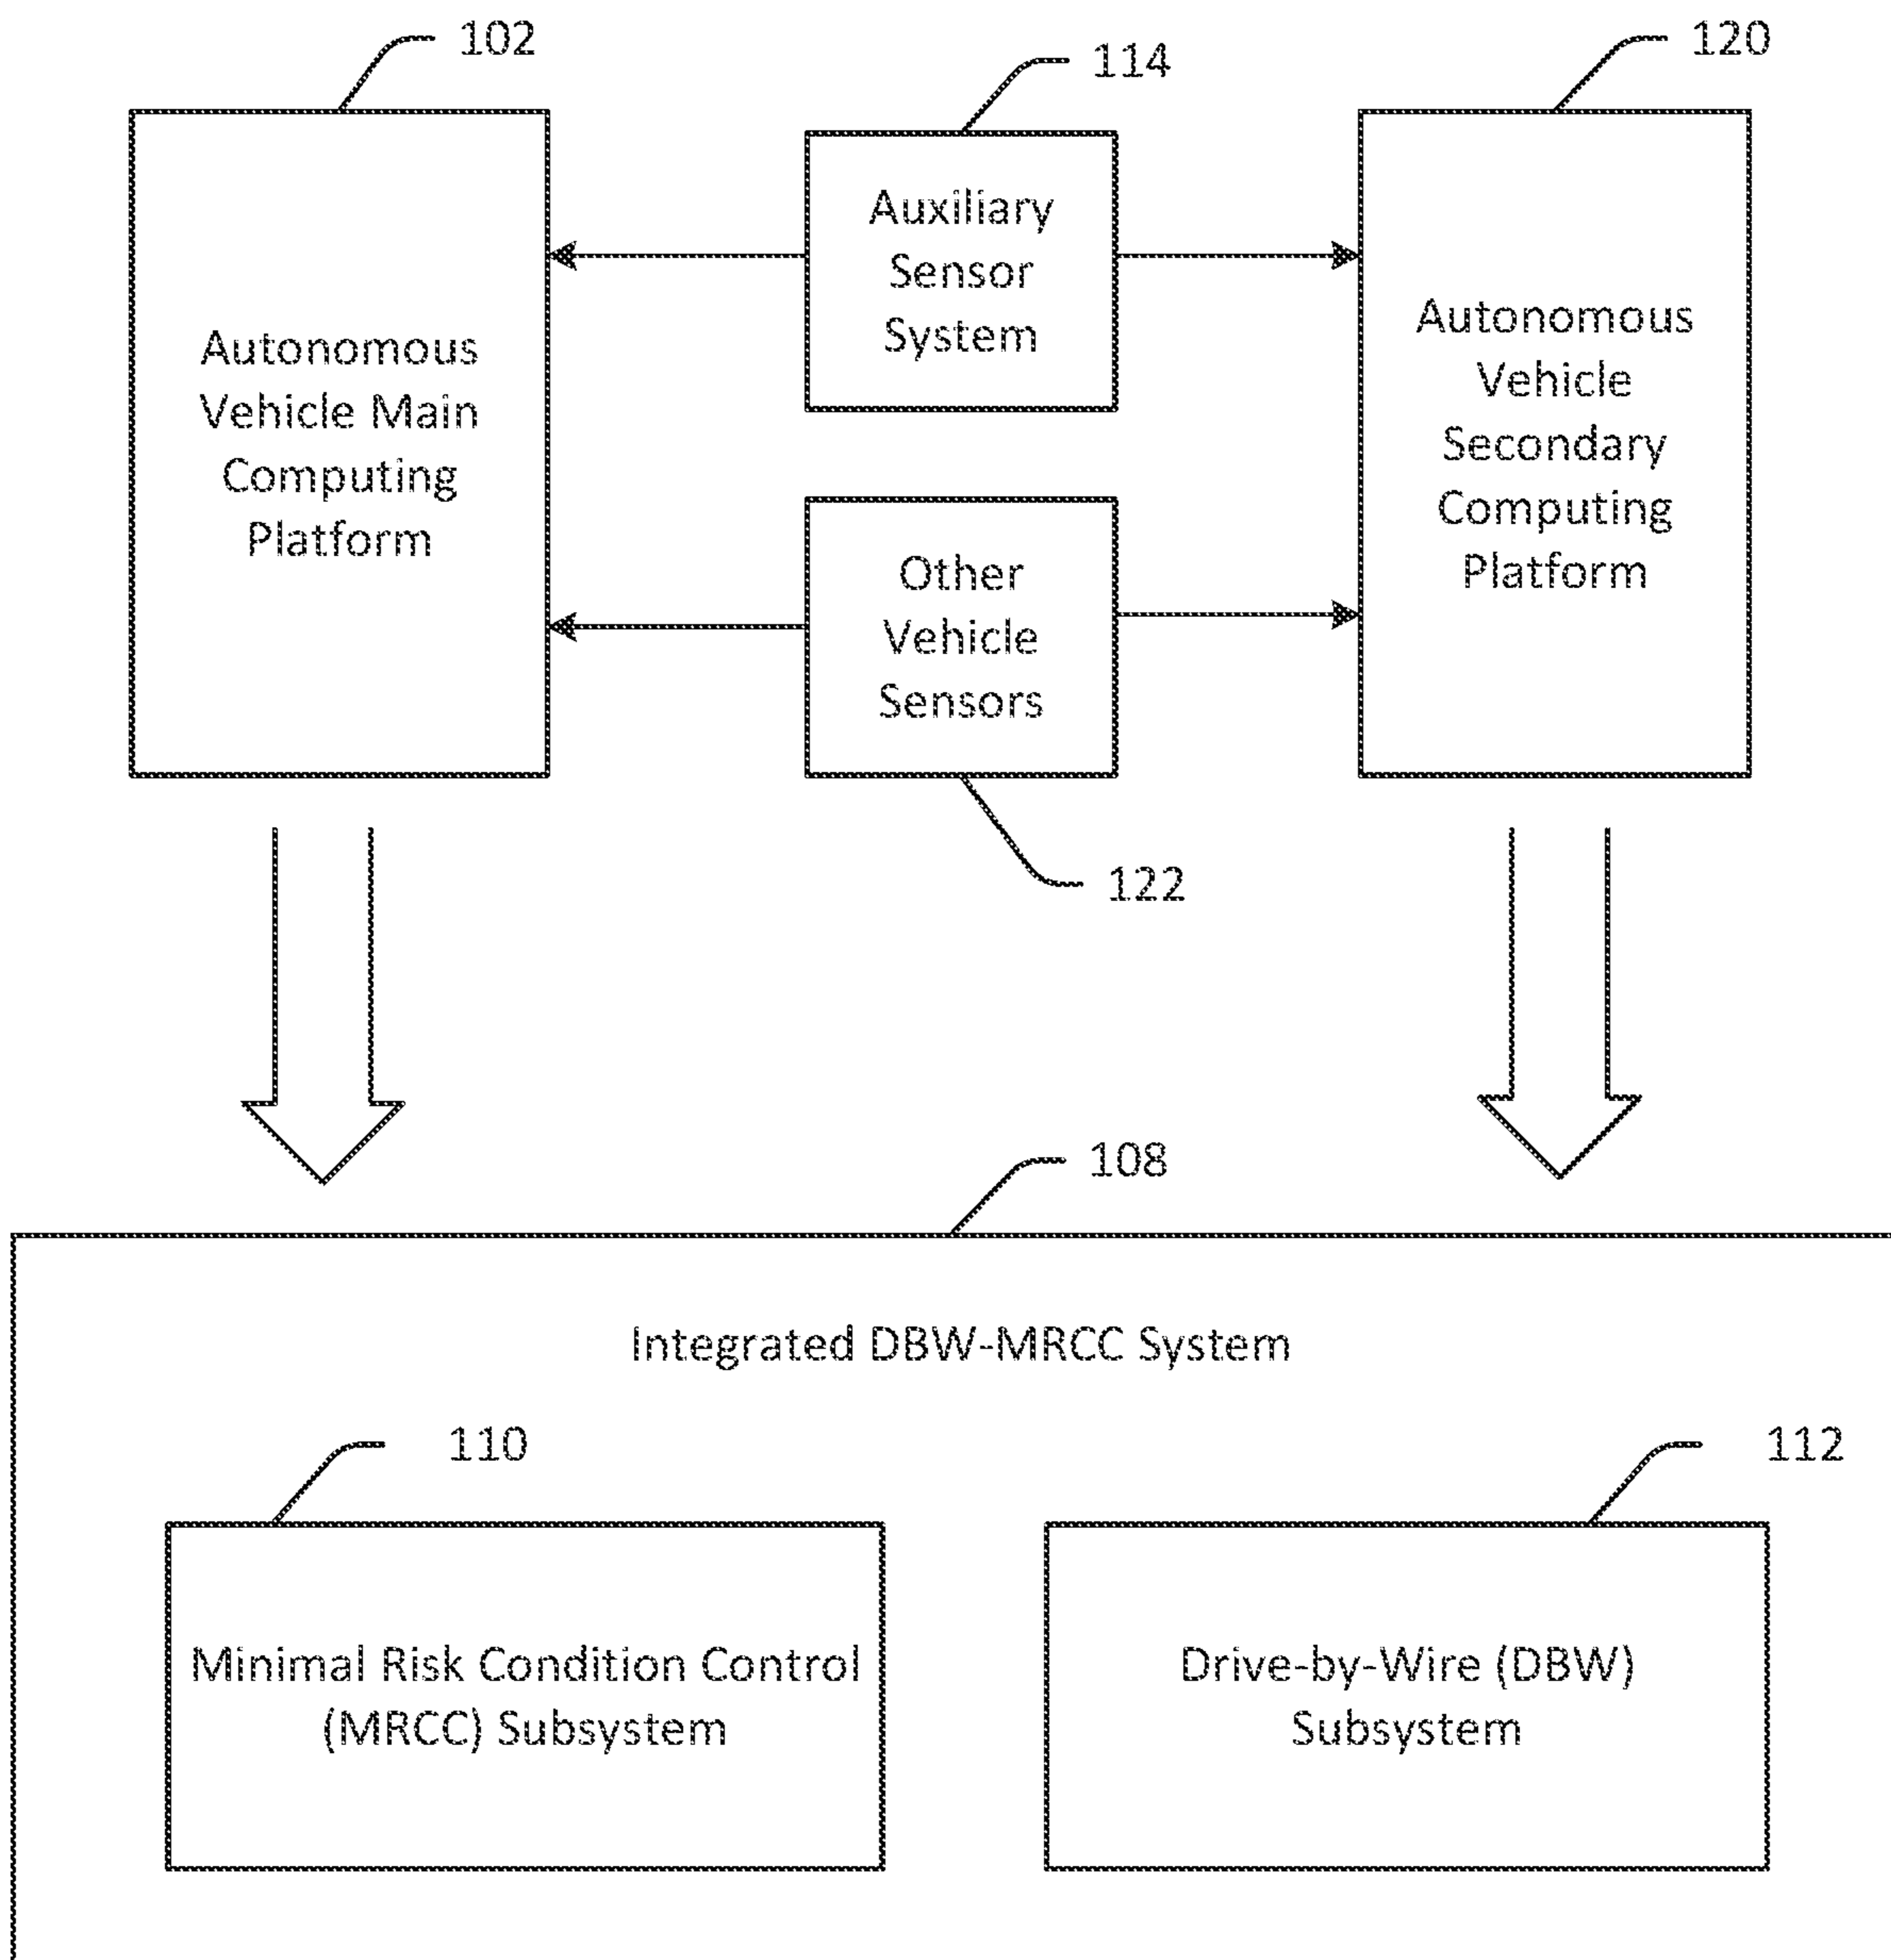 102
114
120
Autonomous
Vehicle Main
Computing
Platform
Auxiliary
Sensor
System
Other
Vehicle
Sensors
122
Autonomous
Vehicle
Secondary
Computing
Platform
108
Integrated DBW-MRCC System
110
112
Minimal Risk Condition Control
(MRCC) Subsystem
Drive-by-Wire (DBW)
Subsystem